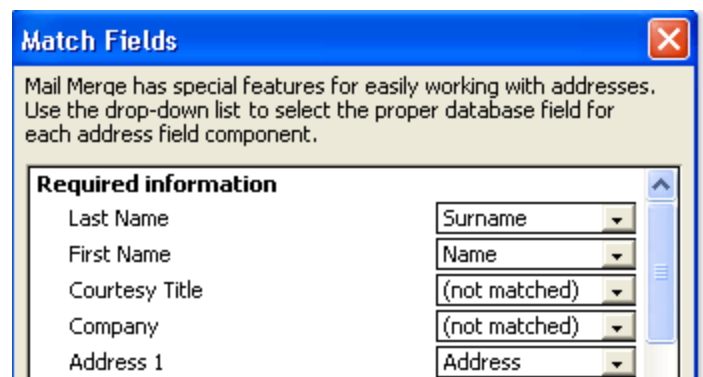 Match Fields
Mail Merge has special features for easily working with addresses.
Use the drop-down list to select the proper database field for
each address field component.
Required information
Last Name Surname
First Name Name
Courtesy Title (not matched)
Company (not matched)
Address 1 Address